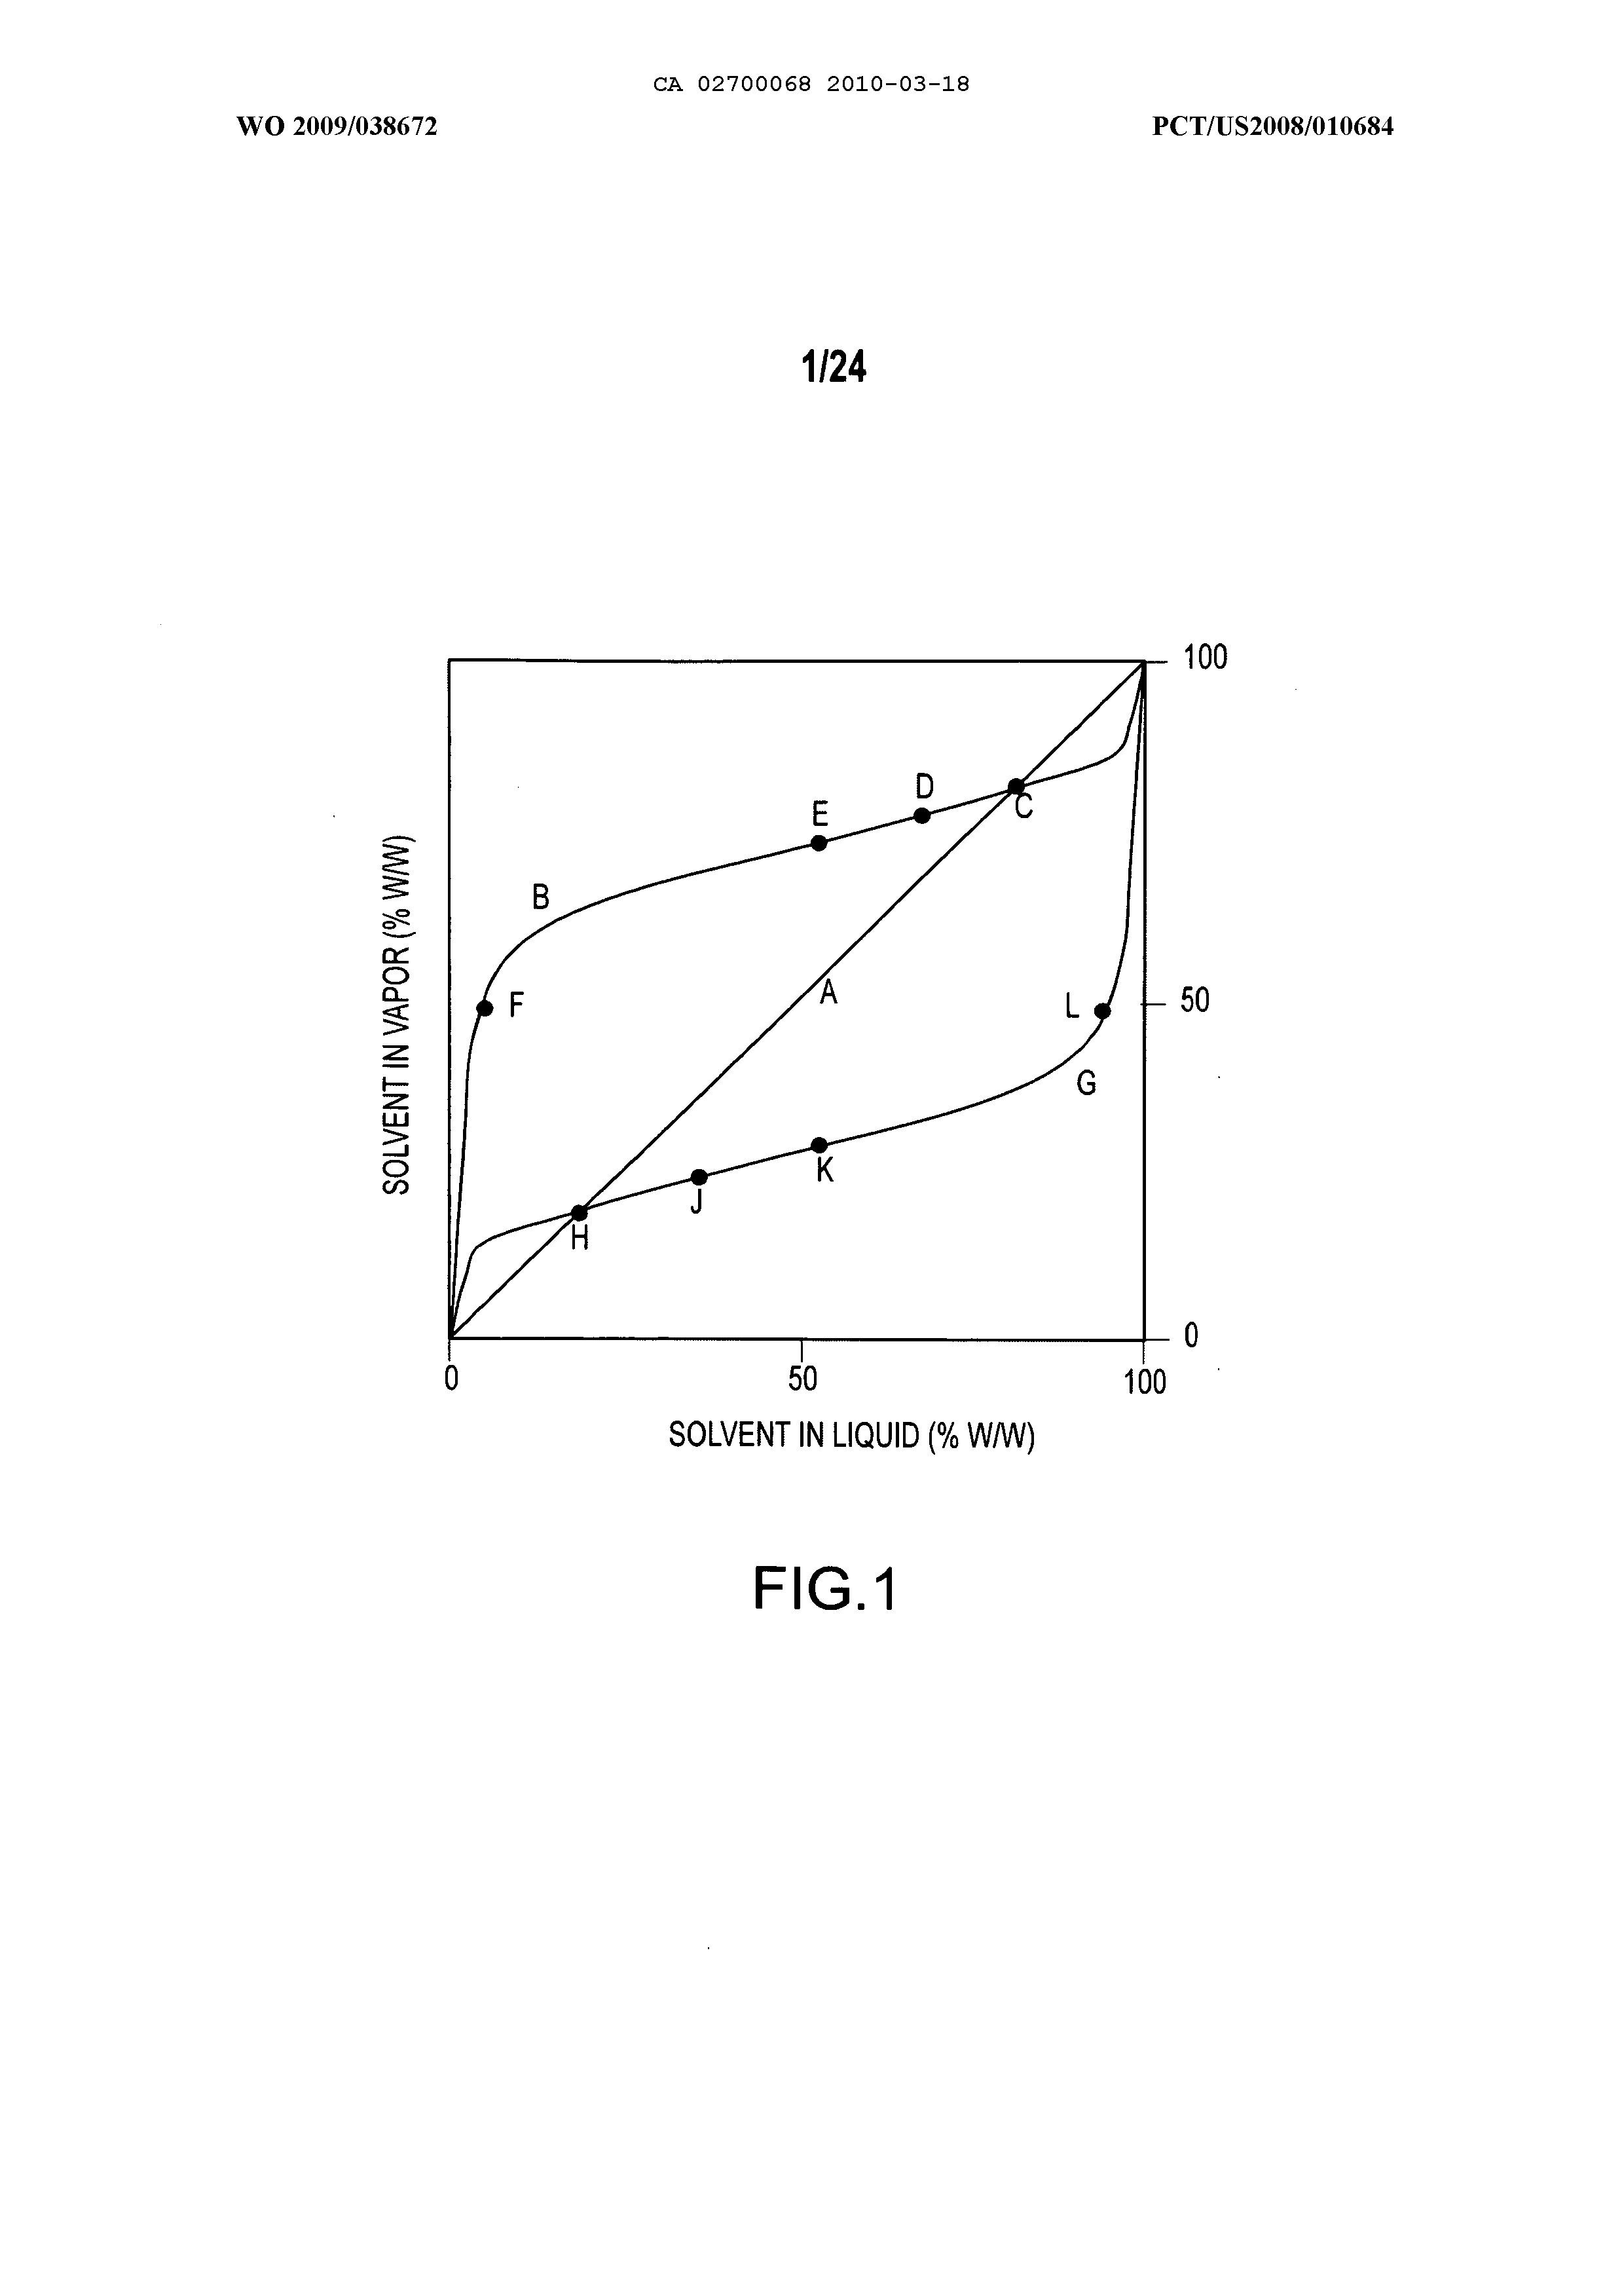 CA 02700068 2010-03-18
WO 2009/038672
PCT/US2008/010684
1/24
100
D
E
C
B
SOLVENT IN VAPOR (% W/W)
A
F
L
50
G
K
J
H
0
0
50
100
SOLVENT IN LIQUID (% W/W)
FIG.1